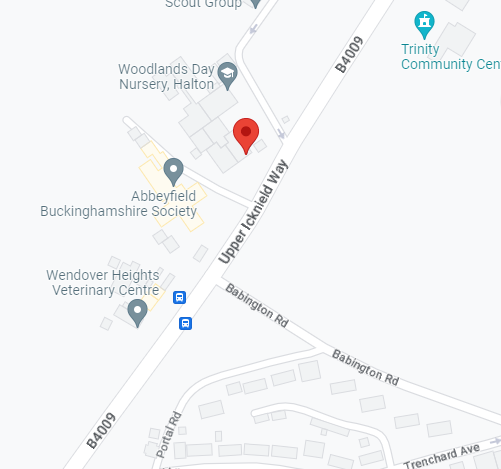 Scout Group
B4009
Trinity
Community Cen
Woodlands Day
Nursery, Halton
Abbeyfield
Buckinghamshire Society
Upper Icknield Way
Wendover Heights
Veterinary Centre
Babington Rd
Babington Rd
B4009
Portal Rd
Trenchard Ave